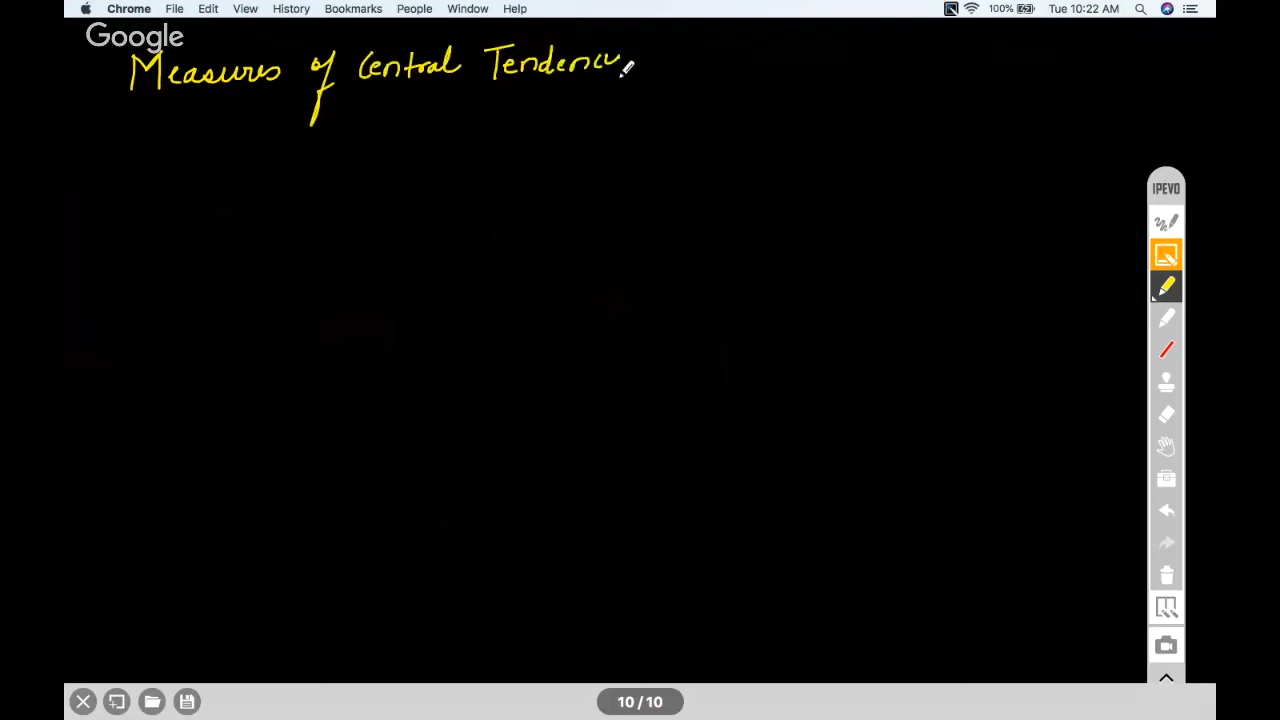 Chrome File Edit View History Bookmarks People Window Help 100% Tue 10:22 AM
Google
Measures of Central Tendency
IPEVO
10 / 10